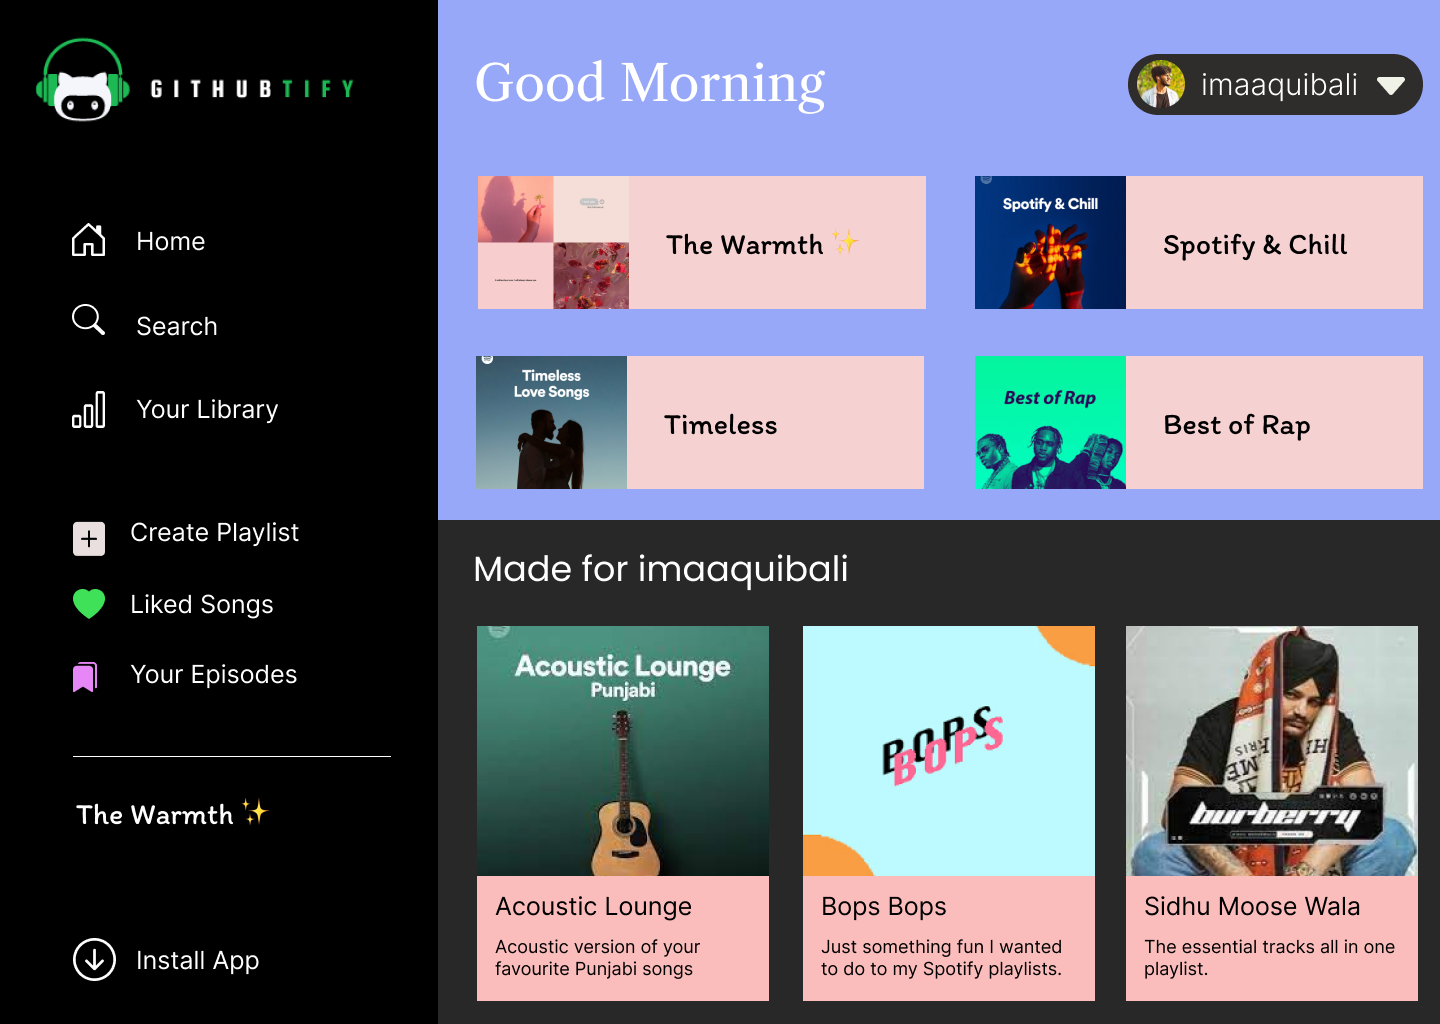 GITHUBTIFY
Home
Search
Your Library
Create Playlist
Liked Songs
Your Episodes
The Warmth ✨
Install App
Good Morning
imaaquibali
The Warmth ✨
Spotify & Chill
Spotify & Chill
Timeless
Love Songs
Timeless
Best of Rap
Best of Rap
Made for imaaquibali
Acoustic Lounge
Punjabi
Acoustic Lounge
Acoustic version of your
favourite Punjabi songs
BOPS
BOPS
Bops Bops
Just something fun I wanted
to do to my Spotify playlists.
burberry
Sidhu Moose Wala
The essential tracks all in one
playlist.